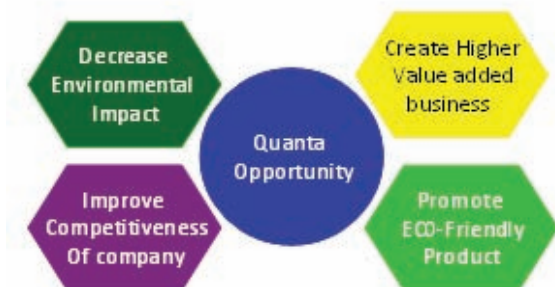 Decrease
Environmental
Impact
Create Higher
Value added
business
Quanta
Opportunity
Improve
Competitiveness
Of company
Promote
ECO-Friendly
Product